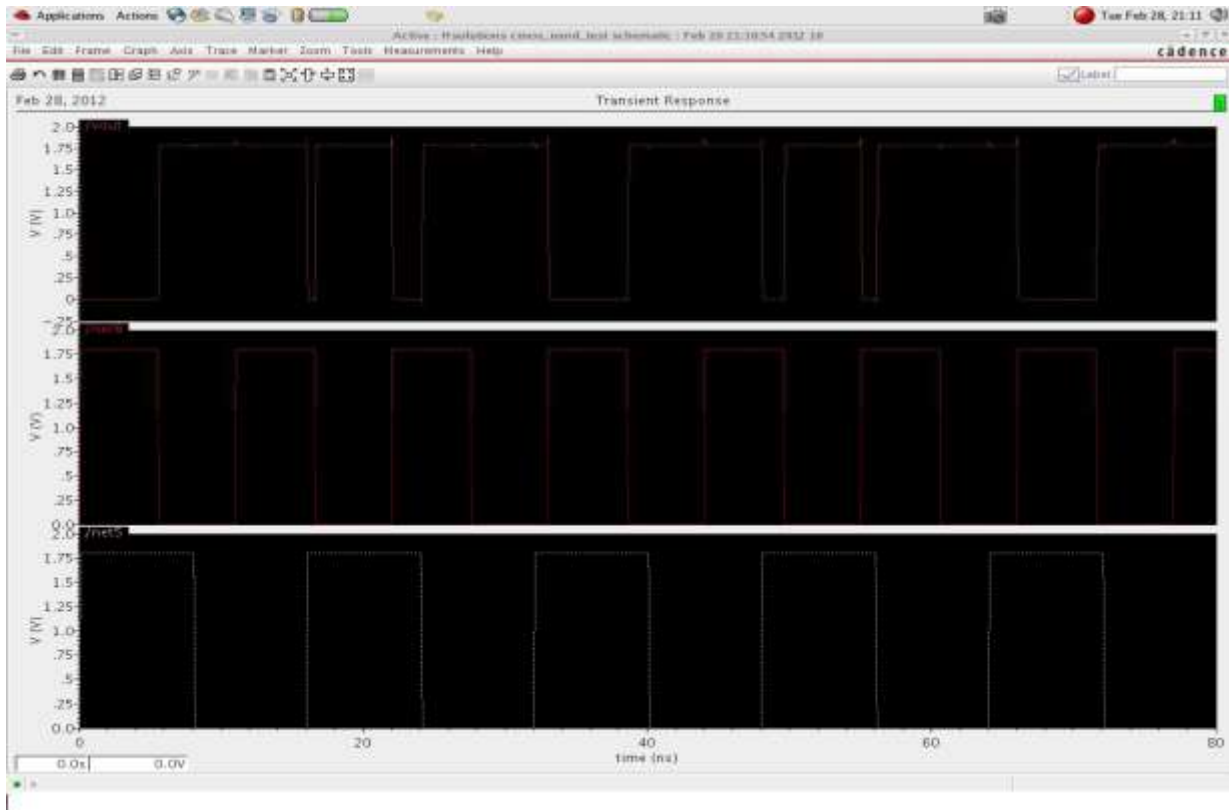 Applications Actions Tue Feb 28, 21:11
File Edit Frame Graph Axis Trace Marker Zoom Tools Measurements Help
cādence
Label
Feb 28, 2012 Transient Response
2.0 /vout
1.75
1.5
1.25
1.0
V (V)
.75
.5
.25
0
-.25
2.0
1.75
1.5
1.25
1.0
V (V)
.75
.5
.25
0.0
2.0 /net5
1.75
1.5
1.25
1.0
V (V)
.75
.5
.25
0.0
0 20 40 60 80
time (ns)
0.0s 0.0V